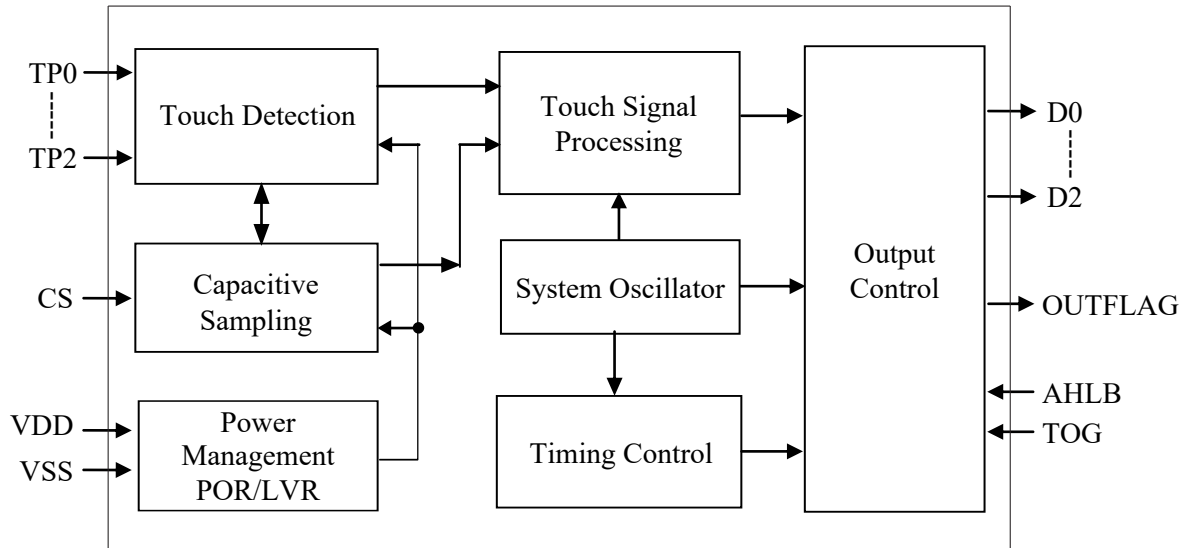 TP0
TP2
CS
VDD
VSS
Touch Detection
Capacitive
Sampling
Power
Management
POR/LVR
Touch Signal
Processing
System Oscillator
Timing Control
Output
Control
D0
D2
OUTFLAG
AHLB
TOG